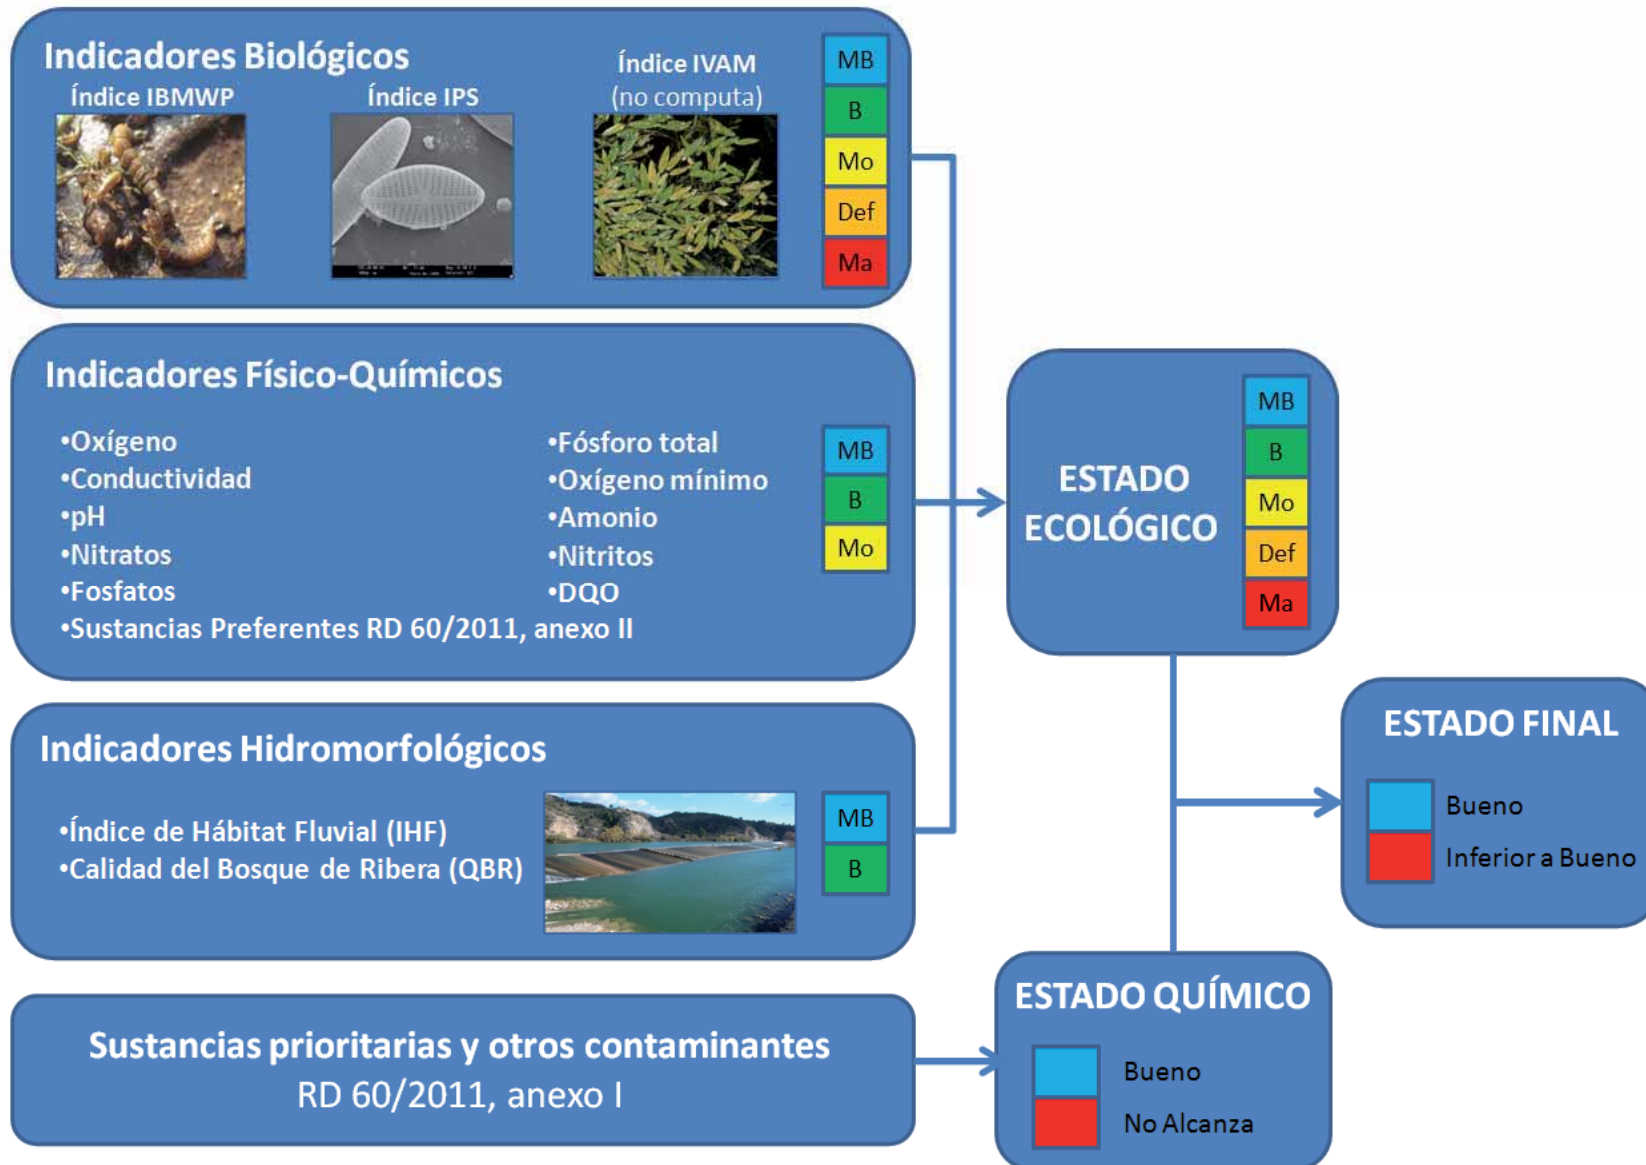 Indicadores Biológicos
Índice IBMWP
Índice IPS
Índice IVAM
(no computa)
MB
B
Mo
Def
Ma
Indicadores Físico-Químicos
•Oxígeno
•Conductividad
•pH
•Nitratos
•Fosfatos
•Sustancias Preferentes RD 60/2011, anexo II
•Fósforo total
•Oxígeno mínimo
•Amonio
•Nitritos
•DQO
MB
B
Mo
Indicadores Hidromorfológicos
•Índice de Hábitat Fluvial (IHF)
•Calidad del Bosque de Ribera (QBR)
MB
B
Sustancias prioritarias y otros contaminantes
RD 60/2011, anexo I
ESTADO
ECOLÓGICO
MB
B
Mo
Def
Ma
ESTADO QUÍMICO
Bueno
No Alcanza
ESTADO FINAL
Bueno
Inferior a Bueno